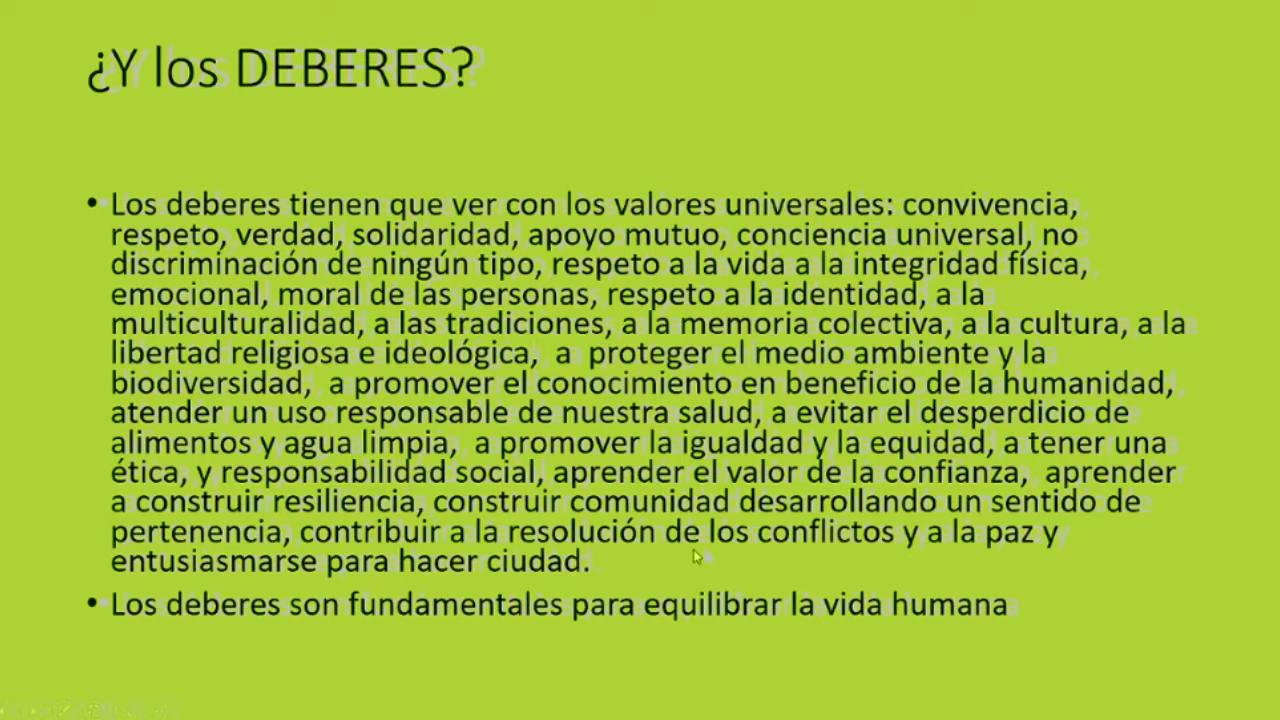 ¿Y los DEBERES?
• Los deberes tienen que ver con los valores universales: convivencia,
respeto, verdad, solidaridad, apoyo mutuo, conciencia universal, no
discriminación de ningún tipo, respeto a la vida a la integridad física,
emocional, moral de las personas, respeto a la identidad, a la
multiculturalidad, a las tradiciones, a la memoria colectiva, a la cultura, a la
libertad religiosa e ideológica, a proteger el medio ambiente y la
biodiversidad, a promover el conocimiento en beneficio de la humanidad,
atender un uso responsable de nuestra salud, a evitar el desperdicio de
alimentos y agua limpia, a promover la igualdad y la equidad, a tener una
ética, y responsabilidad social, aprender el valor de la confianza, aprender
a construir resiliencia, construir comunidad desarrollando un sentido de
pertenencia, contribuir a la resolución de los conflictos y a la paz y
entusiasmarse para hacer ciudad.
• Los deberes son fundamentales para equilibrar la vida humana